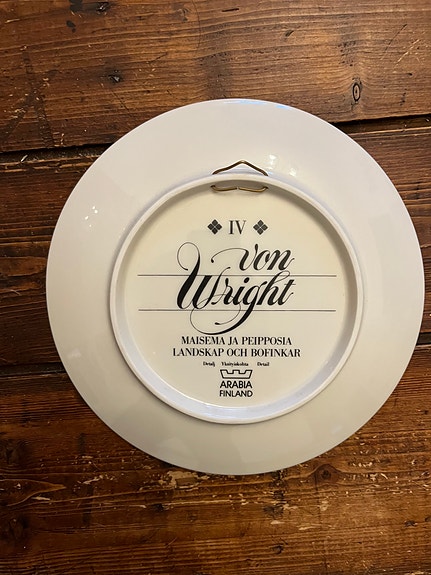 IV
von
Wright
MAISEMA JA PEIPPOSIA
LANDSKAP OCH BOFINKAR
Detalj Yksityiskohta Detail
ARABIA
FINLAND